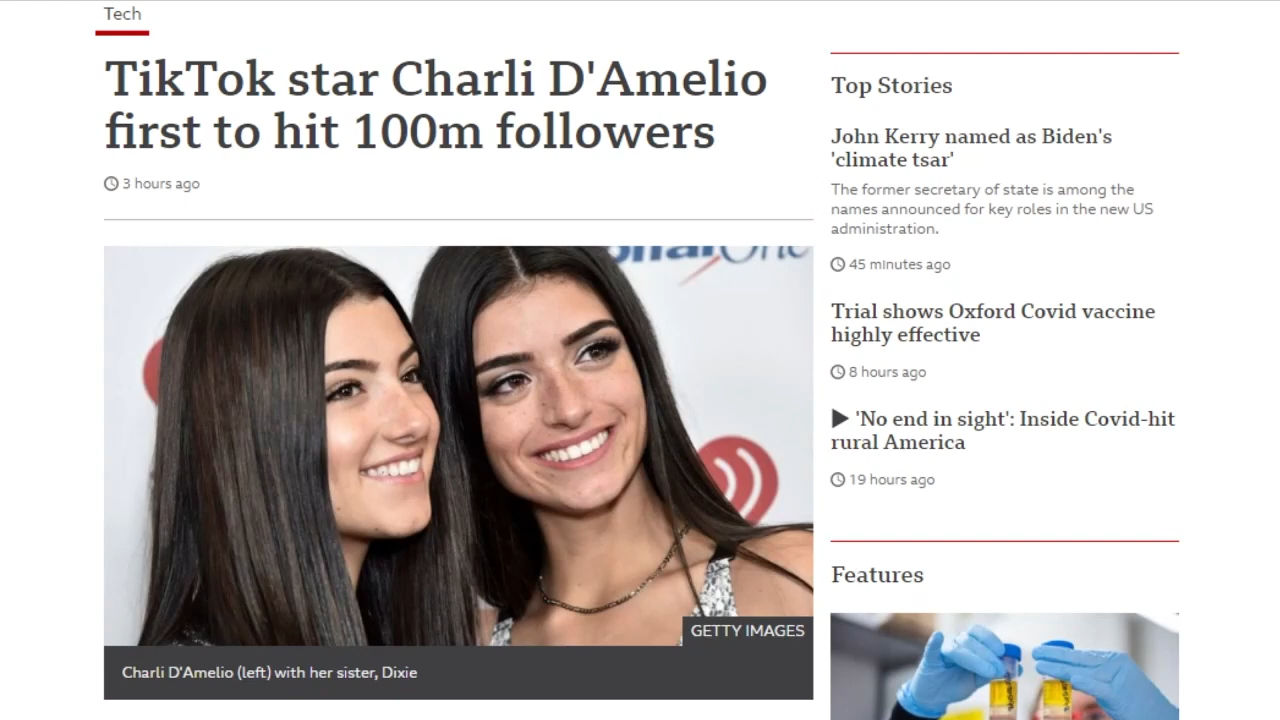 Tech
TikTok star Charli D'Amelio
first to hit 100m followers
3 hours ago
GETTY IMAGES
Charli D'Amelio (left) with her sister, Dixie
Top Stories
John Kerry named as Biden's
'climate tsar'
The former secretary of state is among the
names announced for key roles in the new US
administration.
45 minutes ago
Trial shows Oxford Covid vaccine
highly effective
8 hours ago
'No end in sight': Inside Covid-hit
rural America
19 hours ago
Features